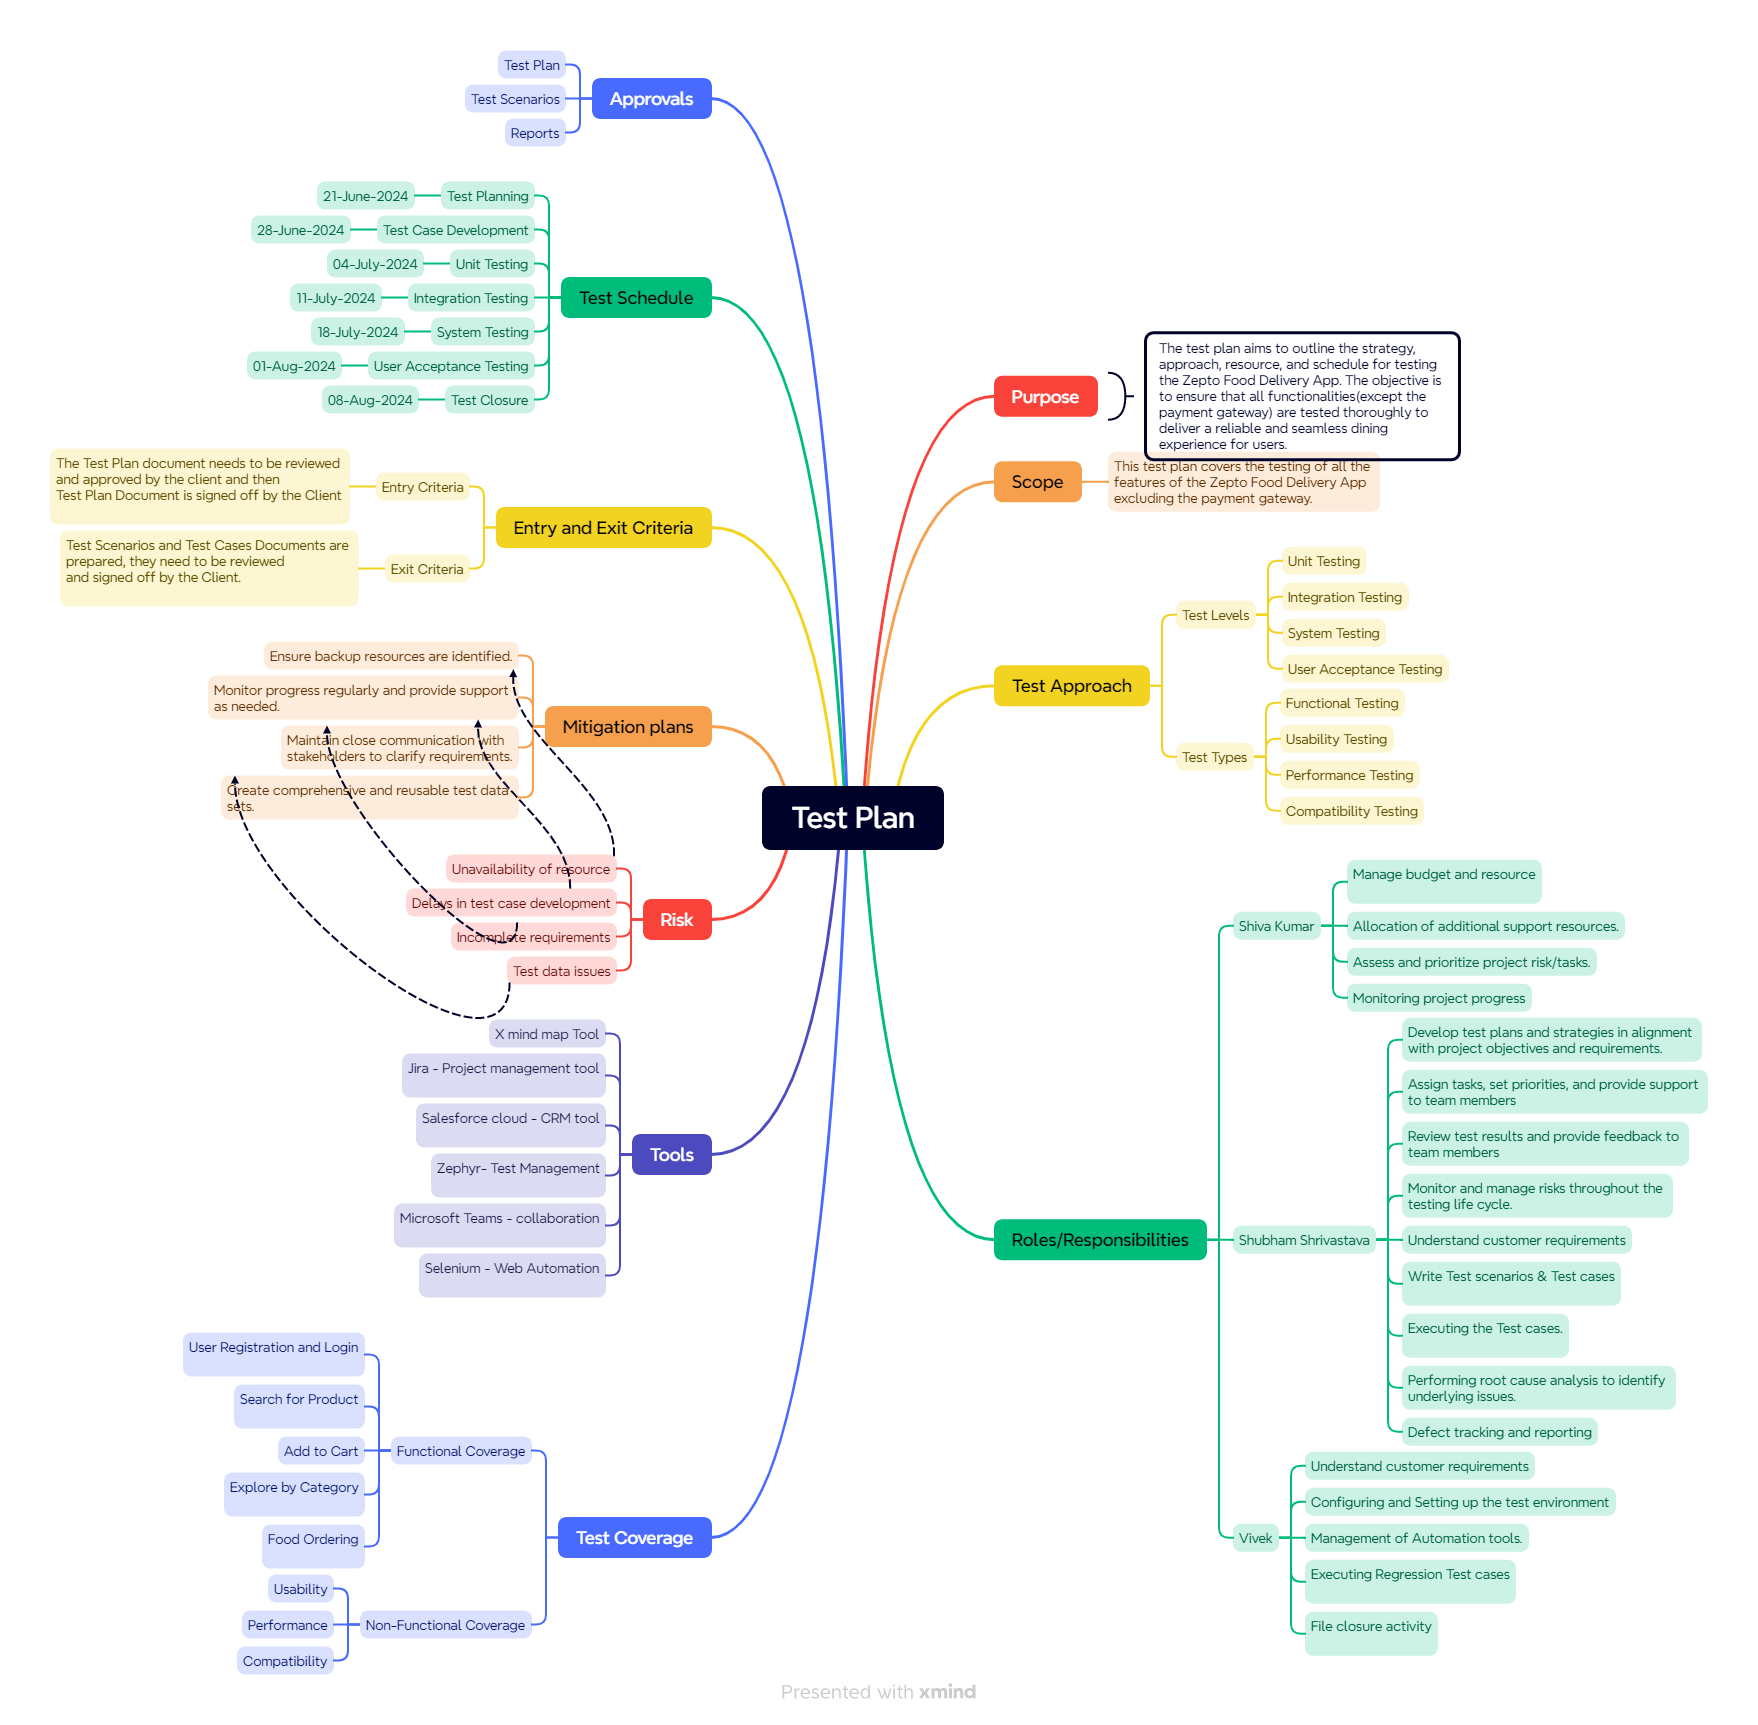 Test Plan
Approvals
Test Plan
Test Scenarios
Reports
Test Schedule
Test Planning
21-June-2024
Test Case Development
28-June-2024
Unit Testing
04-July-2024
Integration Testing
11-July-2024
System Testing
18-July-2024
User Acceptance Testing
01-Aug-2024
Test Closure
08-Aug-2024
Entry and Exit Criteria
Entry Criteria
The Test Plan document needs to be reviewed
and approved by the client and then
Test Plan Document is signed off by the Client
Exit Criteria
Test Scenarios and Test Cases Documents are
prepared, they need to be reviewed
and signed off by the Client.
Mitigation plans
Ensure backup resources are identified.
Monitor progress regularly and provide support
as needed.
Maintain close communication with
stakeholders to clarify requirements.
Create comprehensive and reusable test data
sets.
Risk
Unavailability of resource
Delays in test case development
Incomplete requirements
Test data issues
Tools
X mind map Tool
Jira - Project management tool
Salesforce cloud - CRM tool
Zephyr- Test Management
Microsoft Teams - collaboration
Selenium - Web Automation
Test Coverage
Functional Coverage
User Registration and Login
Search for Product
Add to Cart
Explore by Category
Food Ordering
Non-Functional Coverage
Usability
Performance
Compatibility
Purpose
The test plan aims to outline the strategy,
approach, resource, and schedule for testing
the Zepto Food Delivery App. The objective is
to ensure that all functionalities(except the
payment gateway) are tested thoroughly to
deliver a reliable and seamless dining
experience for users.
Scope
This test plan covers the testing of all the
features of the Zepto Food Delivery App
excluding the payment gateway.
Test Approach
Test Levels
Unit Testing
Integration Testing
System Testing
User Acceptance Testing
Test Types
Functional Testing
Usability Testing
Performance Testing
Compatibility Testing
Roles/Responsibilities
Shiva Kumar
Manage budget and resource
Allocation of additional support resources.
Assess and prioritize project risk/tasks.
Monitoring project progress
Shubham Shrivastava
Develop test plans and strategies in alignment
with project objectives and requirements.
Assign tasks, set priorities, and provide support
to team members
Review test results and provide feedback to
team members
Monitor and manage risks throughout the
testing life cycle.
Understand customer requirements
Write Test scenarios & Test cases
Executing the Test cases.
Performing root cause analysis to identify
underlying issues.
Defect tracking and reporting
Vivek
Understand customer requirements
Configuring and Setting up the test environment
Management of Automation tools.
Executing Regression Test cases
File closure activity
Presented with xmind